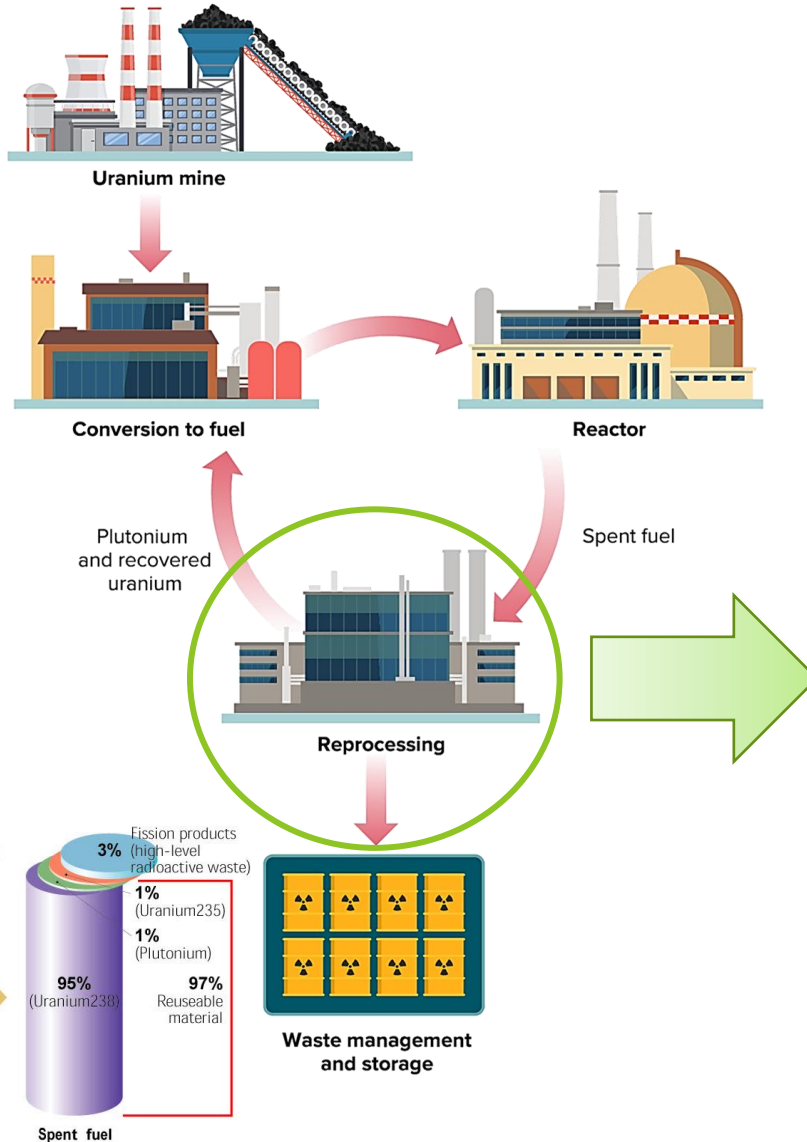 Uranium mine
Conversion to fuel
Reactor
Plutonium
and recovered
uranium
Spent fuel
Reprocessing
3%
Fission products
(high-level
radioactive waste)
1%
(Uranium235)
1%
(Plutonium)
95%
(Uranium238)
97%
Reuseable
material
Spent fuel
Waste management
and storage